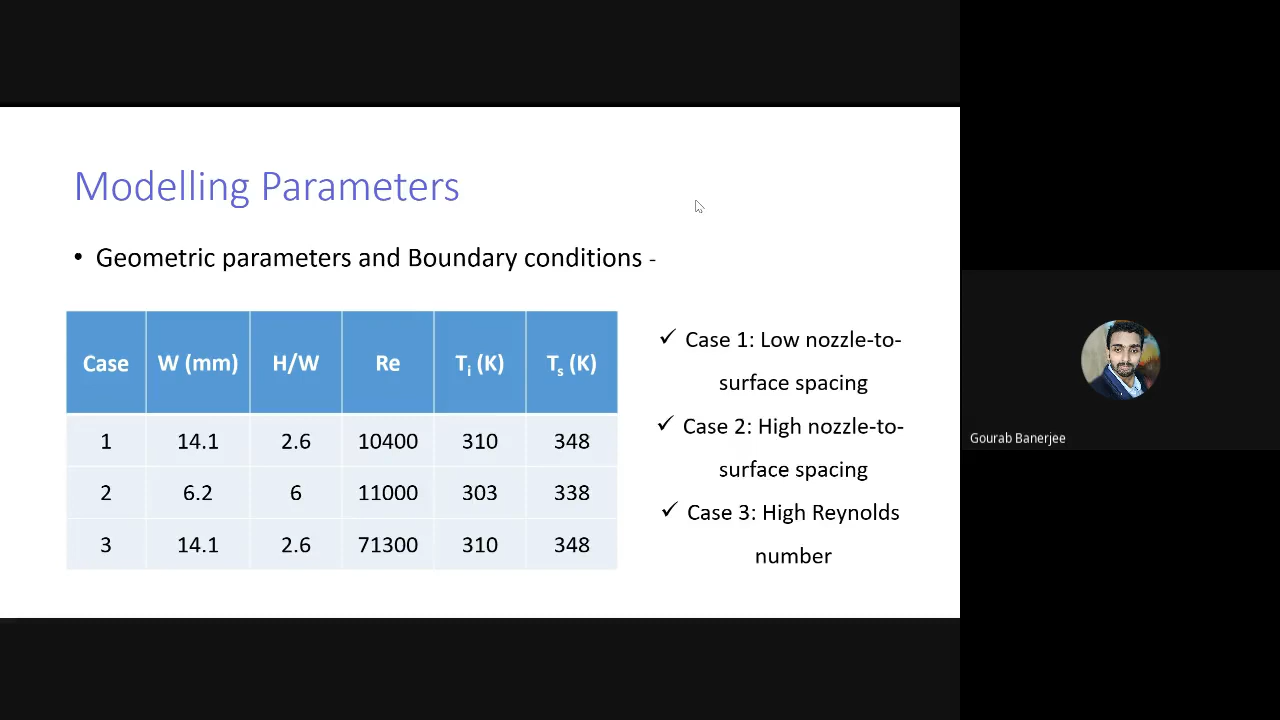 Modelling Parameters
• Geometric parameters and Boundary conditions -
Case W (mm) H/W Re Ti (K) Ts (K)
1 14.1 2.6 10400 310 348
2 6.2 6 11000 303 338
3 14.1 2.6 71300 310 348
✓ Case 1: Low nozzle-to-
surface spacing
✓ Case 2: High nozzle-to-
surface spacing
✓ Case 3: High Reynolds
number
Gourab Banerjee